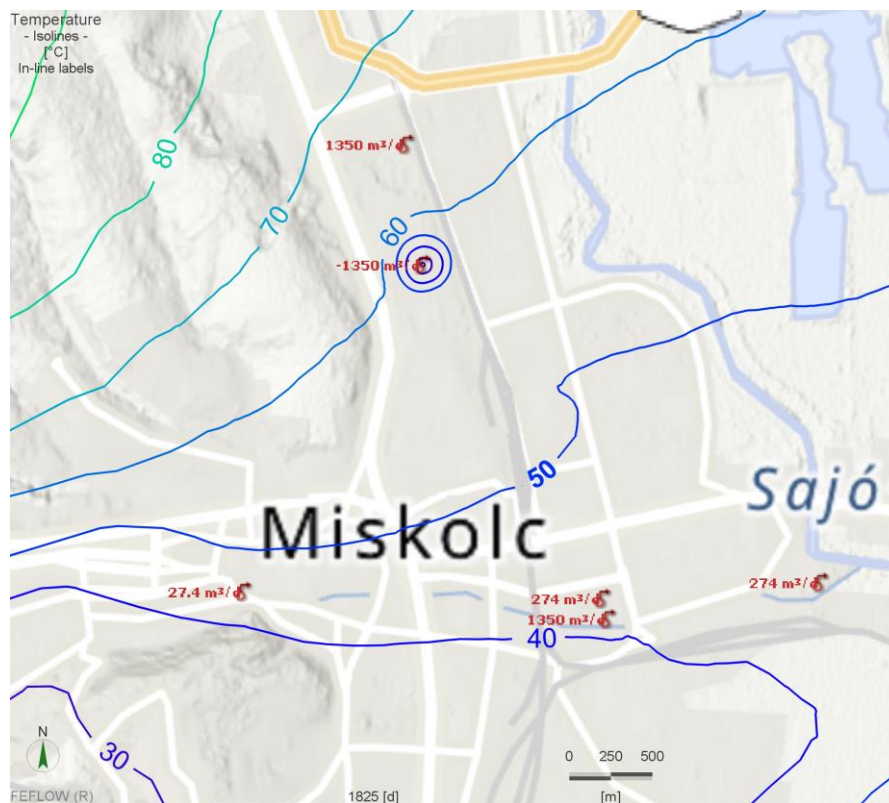 Temperature
- Isolines -
[°C]
In-line labels
80
1350 m³/d
70
60
-1350 m³/d
50
Sajó
Miskolc
27.4 m³/d
274 m³/d
274 m³/d
1350 m³/d
40
30
N
0 250 500
[m]
FEFLOW (R)
1825 [d]